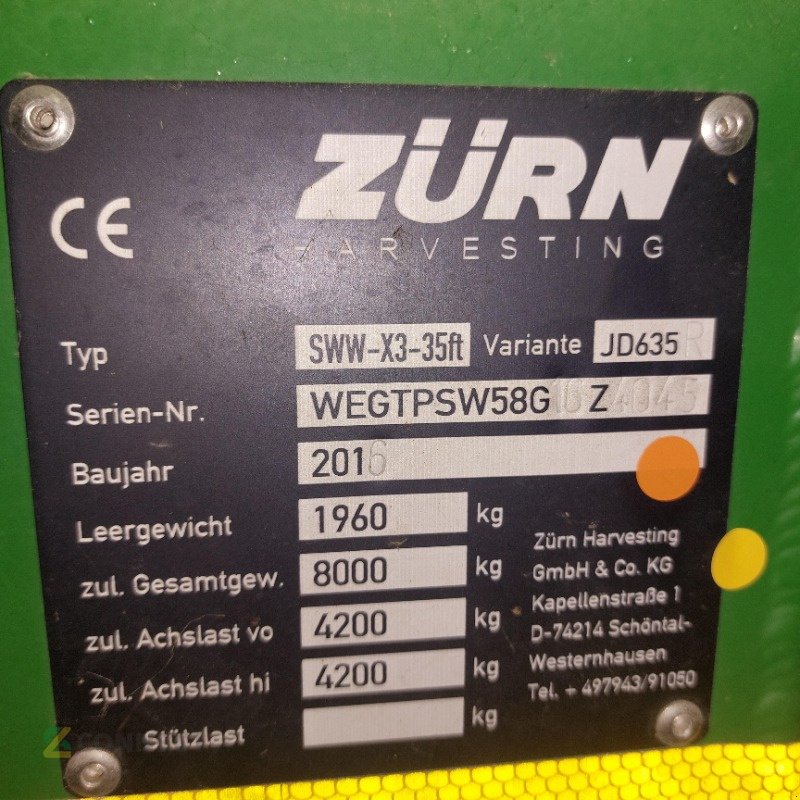 ZÜRN
HARVESTING
CE
Typ SWW-X3-35ft Variante JD635R
Serien-Nr. WEGTPSW58G Z
Baujahr 2016
Leergewicht 1960 kg
zul. Gesamtgew. 8000 kg
zul. Achslast vo 4200 kg
zul. Achslast hi 4200 kg
Stützlast kg
Zürn Harvesting
GmbH & Co. KG
Kapellenstraße 1
D-74214 Schöntal-
Westernhausen
Tel. + 497943/91050